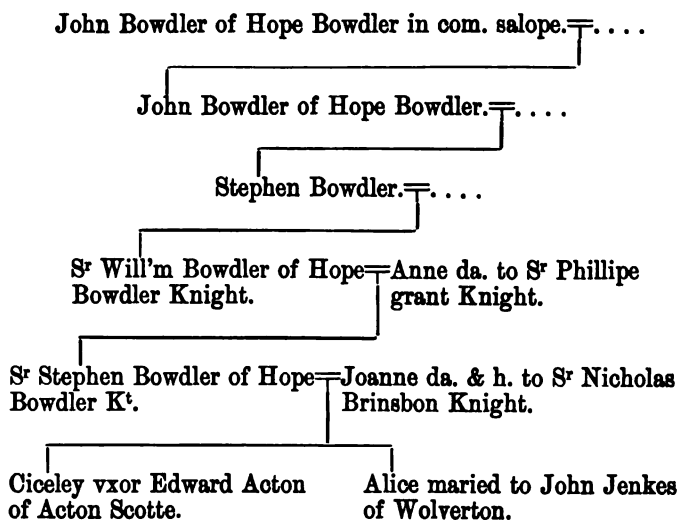 John Bowdler of Hope Bowdler in com. salope.=. . . .
John Bowdler of Hope Bowdler.=. . . .
Stephen Bowdler.=. . . .
Sʳ Will'm Bowdler of Hope=Anne da. to Sʳ Phillipe
Bowdler Knight. grant Knight.
Sʳ Stephen Bowdler of Hope=Joanne da. & h. to Sʳ Nicholas
Bowdler Kᵗ. Brinsbon Knight.
Ciceley vxor Edward Acton Alice maried to John Jenkes
of Acton Scotte. of Wolverton.